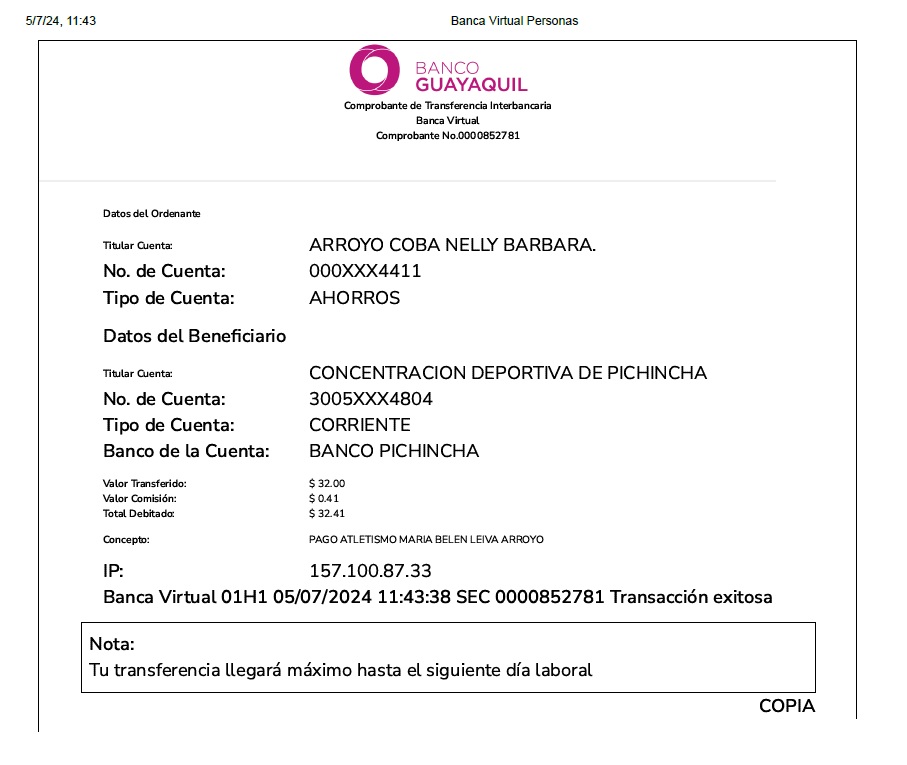 5/7/24, 11:43 Banca Virtual Personas
BANCO
GUAYAQUIL
Comprobante de Transferencia Interbancaria
Banca Virtual
Comprobante No.0000852781
Datos del Ordenante
Titular Cuenta: ARROYO COBA NELLY BARBARA.
No. de Cuenta: 000XXX4411
Tipo de Cuenta: AHORROS
Datos del Beneficiario
Titular Cuenta: CONCENTRACION DEPORTIVA DE PICHINCHA
No. de Cuenta: 3005XXX4804
Tipo de Cuenta: CORRIENTE
Banco de la Cuenta: BANCO PICHINCHA
Valor Transferido: $ 32.00
Valor Comisión: $ 0.41
Total Debitado: $ 32.41
Concepto: PAGO ATLETISMO MARIA BELEN LEIVA ARROYO
IP: 157.100.87.33
Banca Virtual 01H1 05/07/2024 11:43:38 SEC 0000852781 Transacción exitosa
Nota:
Tu transferencia llegará máximo hasta el siguiente día laboral
COPIA